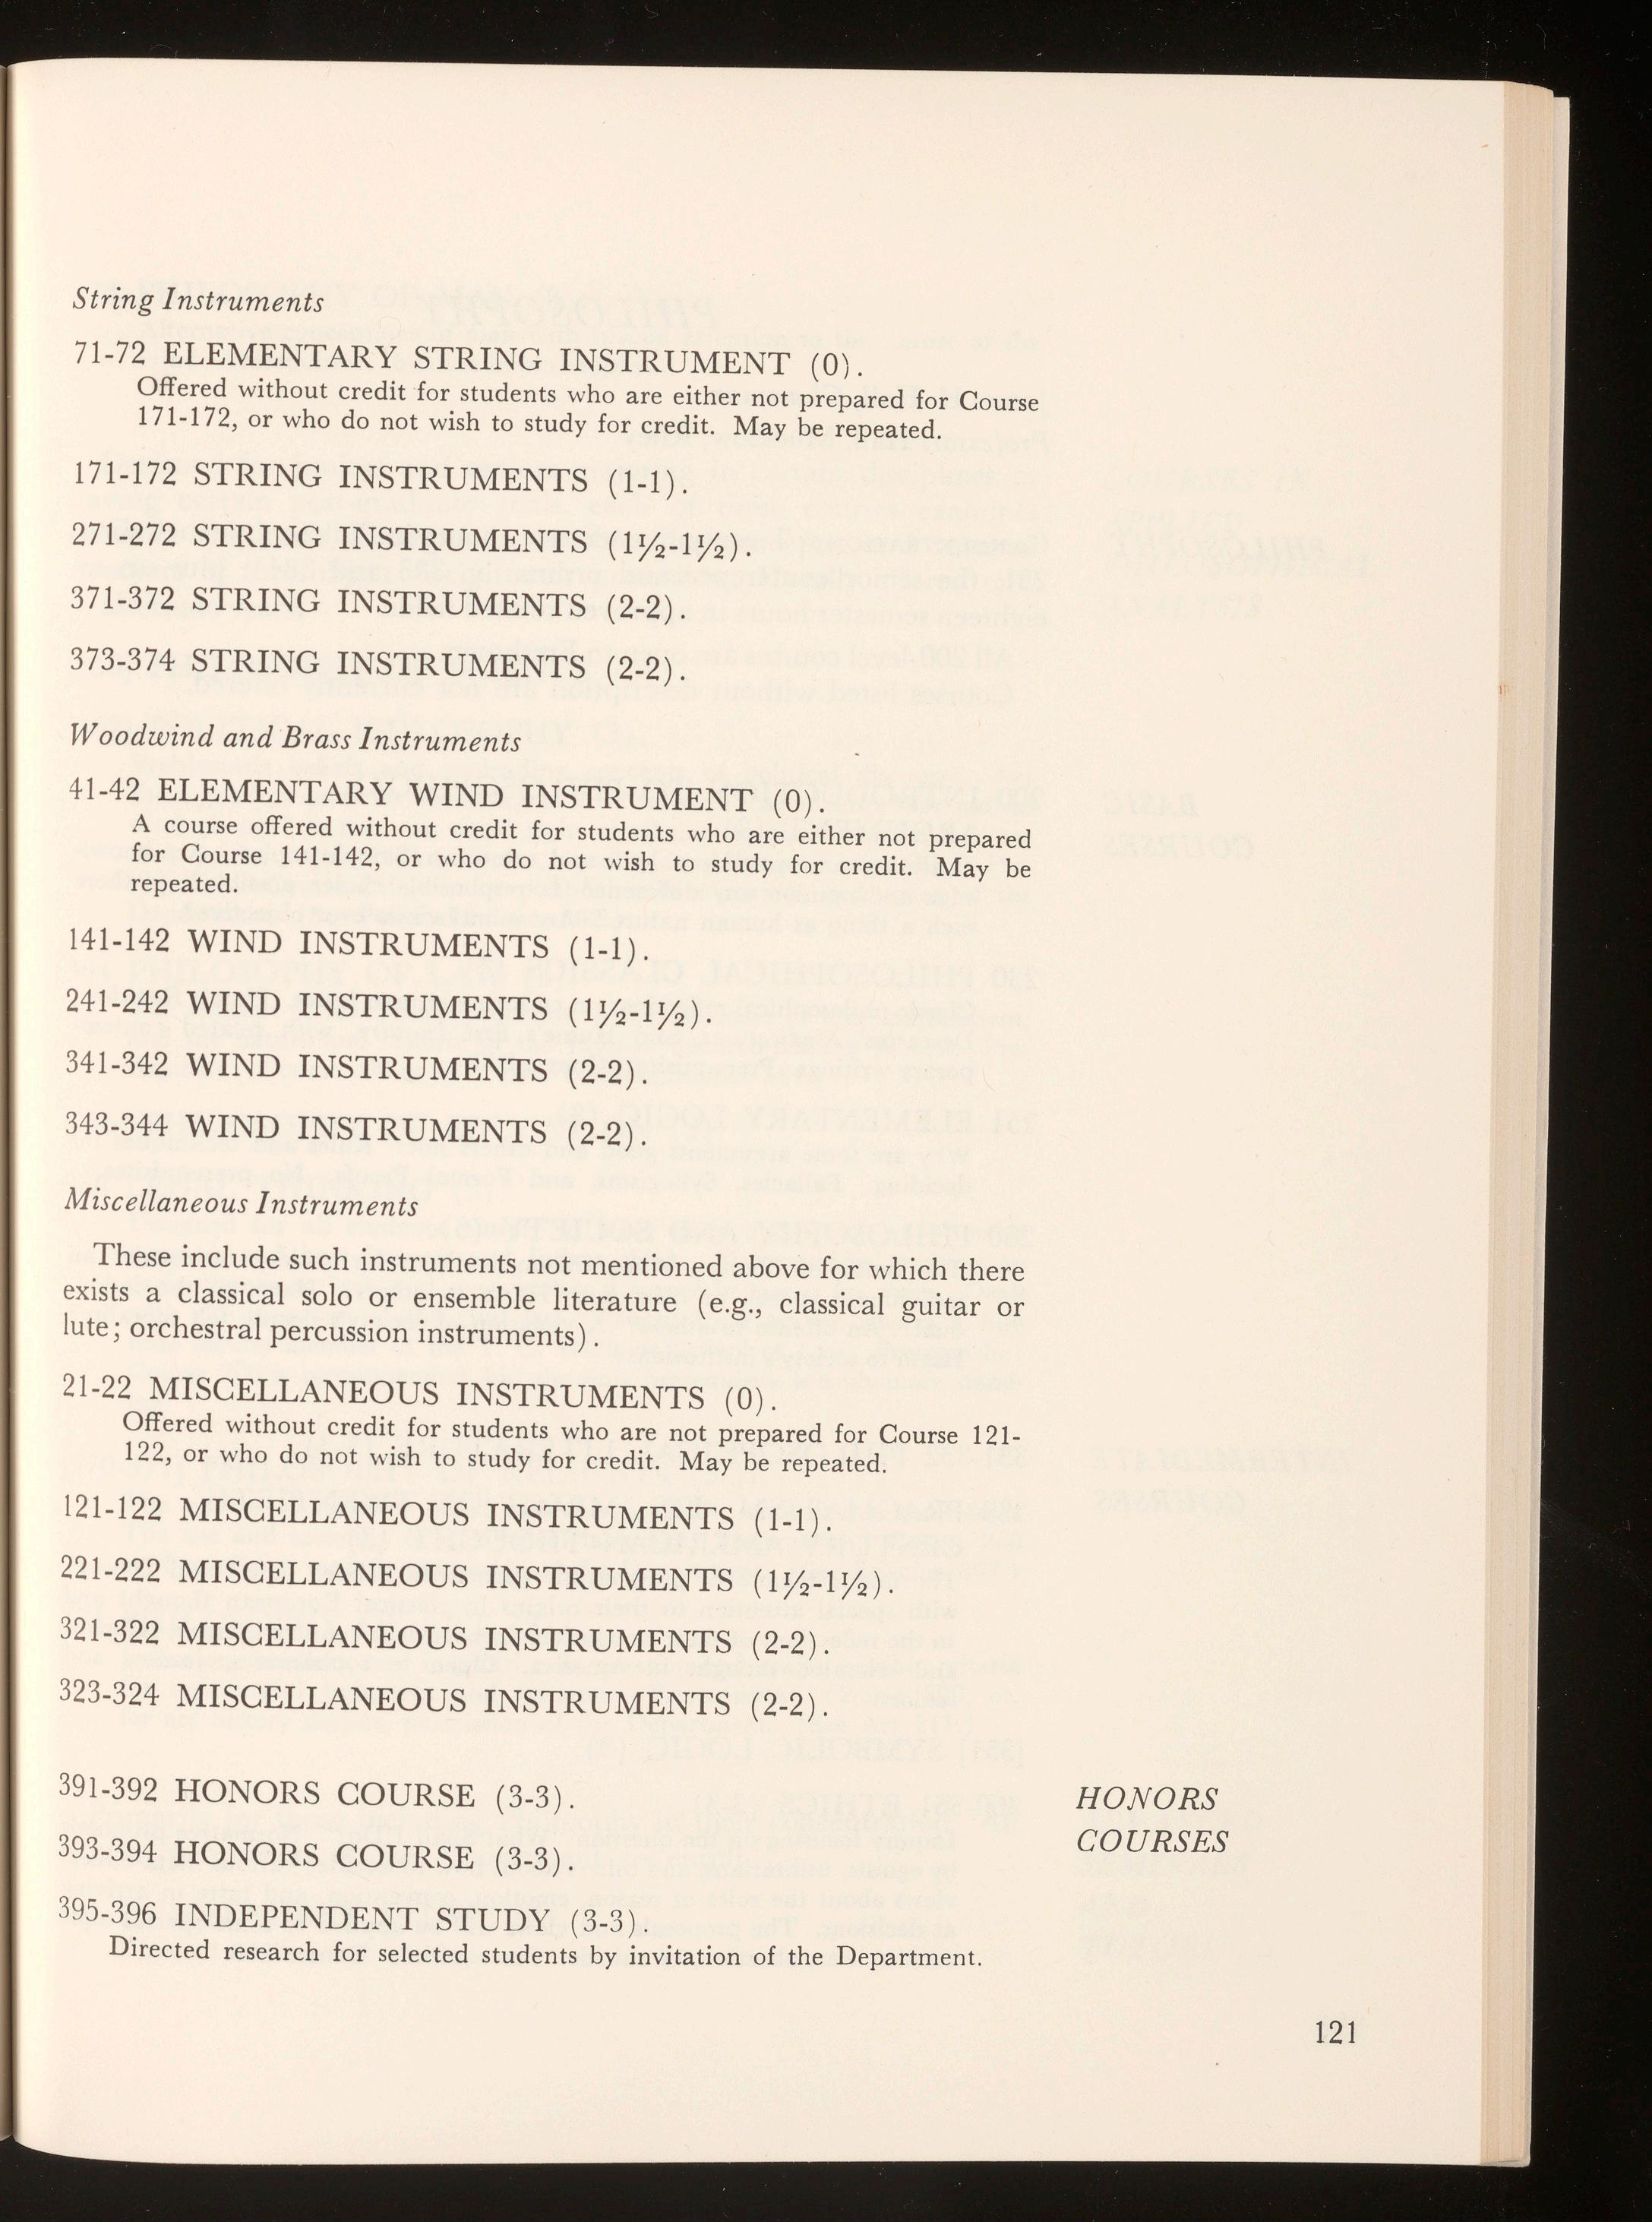 String Instruments
71-72 ELEMENTARY STRING INSTRUMENT (0).
Offered without credit for students who are either not prepared for Course
171-172, or who do not wish to study for credit. May be repeated.
171-172 STRING INSTRUMENTS (1-1).
271-272 STRING INSTRUMENTS (1½-1½).
371-372 STRING INSTRUMENTS (2-2).
373-374 STRING INSTRUMENTS (2-2).
Woodwind and Brass Instruments
41-42 ELEMENTARY WIND INSTRUMENT (0).
A course offered without credit for students who are either not prepared
for Course 141-142, or who do not wish to study for credit. May be
repeated.
141-142 WIND INSTRUMENTS (1-1).
241-242 WIND INSTRUMENTS (1½-1½).
341-342 WIND INSTRUMENTS (2-2).
343-344 WIND INSTRUMENTS (2-2).
Miscellaneous Instruments
These include such instruments not mentioned above for which there
exists a classical solo or ensemble literature (e.g., classical guitar or
lute; orchestral percussion instruments).
21-22 MISCELLANEOUS INSTRUMENTS (0).
Offered without credit for students who are not prepared for Course 121-
122, or who do not wish to study for credit. May be repeated.
121-122 MISCELLANEOUS INSTRUMENTS (1-1).
221-222 MISCELLANEOUS INSTRUMENTS (1½-1½).
321-322 MISCELLANEOUS INSTRUMENTS (2-2).
323-324 MISCELLANEOUS INSTRUMENTS (2-2).
391-392 HONORS COURSE (3-3).
393-394 HONORS COURSE (3-3).
395-396 INDEPENDENT STUDY (3-3).
Directed research for selected students by invitation of the Department.
HONORS
COURSES
121